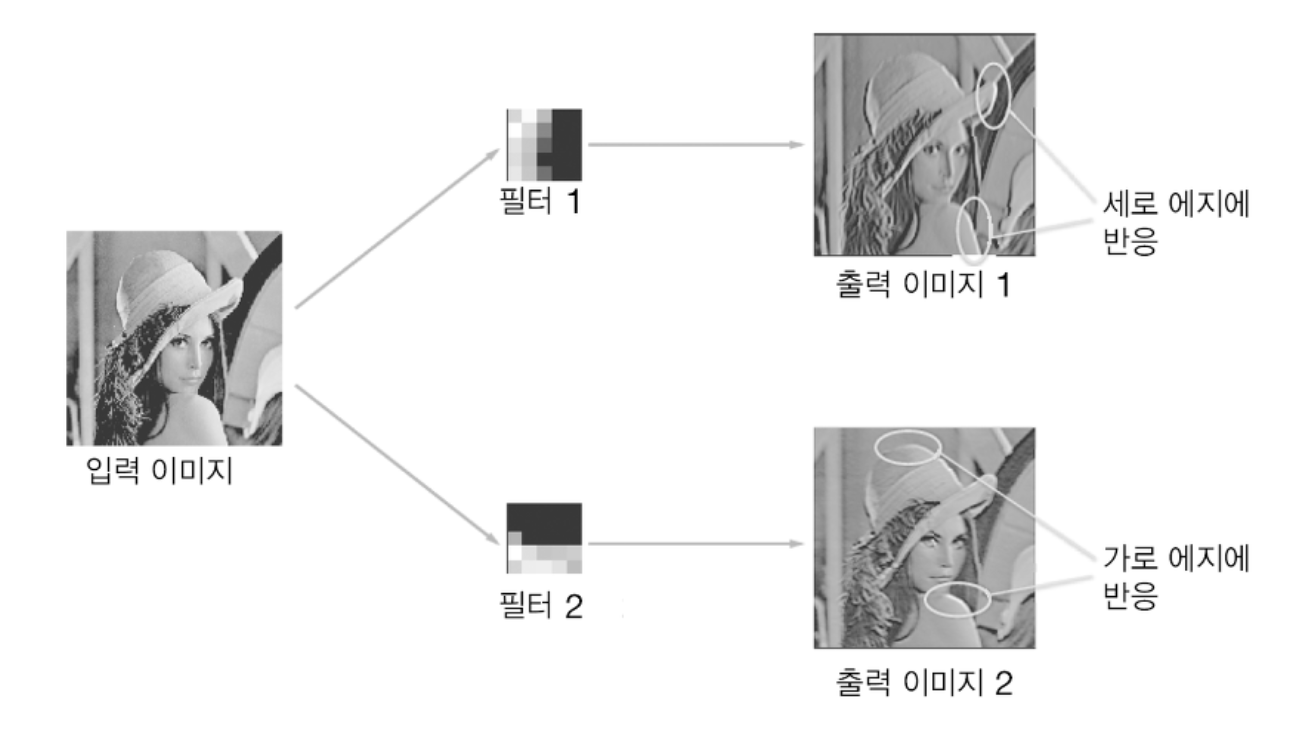 필터 1
세로 에지에
반응
출력 이미지 1
입력 이미지
필터 2
가로 에지에
반응
출력 이미지 2